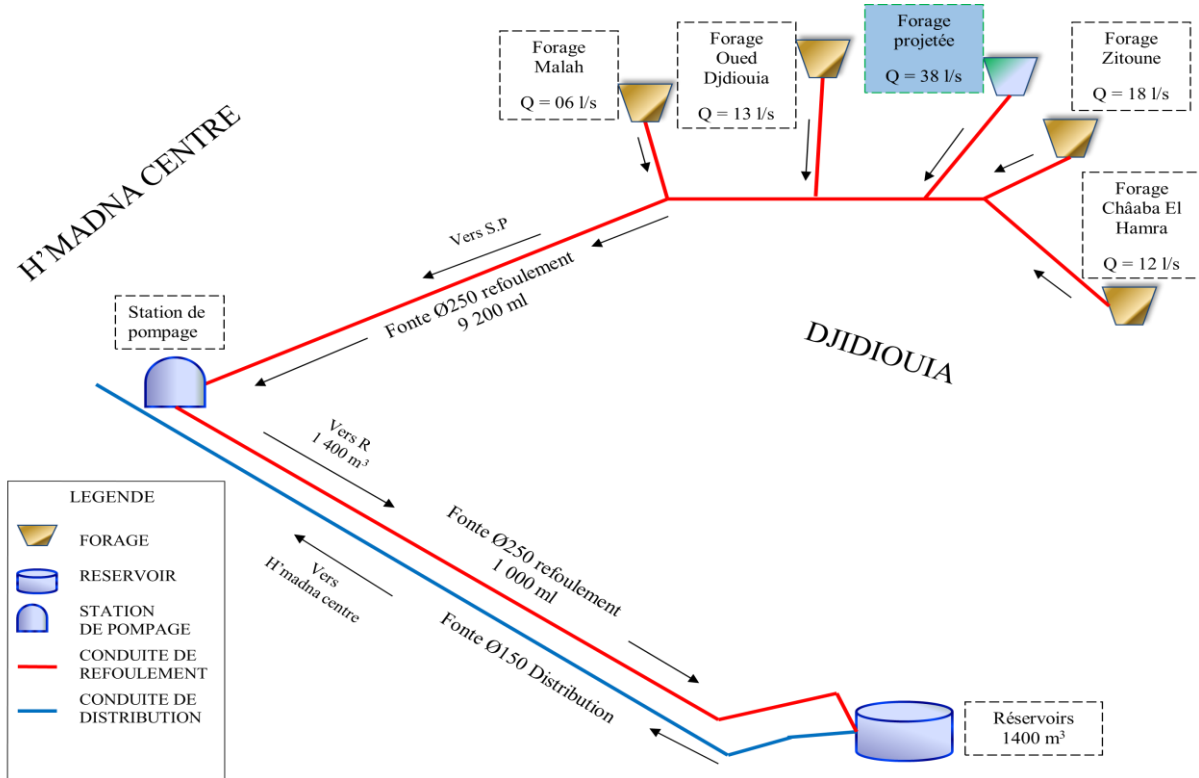 Forage
Malah
Q = 06 l/s
Forage
Oued
Djdiouia
Q = 13 l/s
Forage
projetée
Q = 38 l/s
Forage
Zitoune
Q = 18 l/s
Forage
Châaba El
Hamra
Q = 12 l/s
H'MADNA CENTRE
Vers S.P
Fonte Ø250 refoulement
9 200 ml
DJIDIOUIA
Station de
pompage
Vers R
1 400 m³
Fonte Ø250 refoulement
1 000 ml
Vers
H'madna centre
Fonte Ø150 Distribution
Réservoirs
1400 m³
LEGENDE
FORAGE
RESERVOIR
STATION
DE POMPAGE
CONDUITE DE
REFOULEMENT
CONDUITE DE
DISTRIBUTION